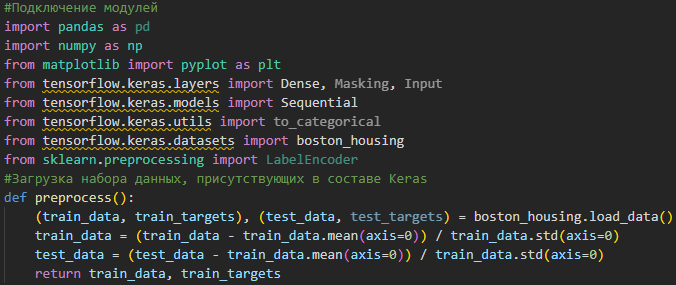 #Подключение модулей
import pandas as pd
import numpy as np
from matplotlib import pyplot as plt
from tensorflow.keras.layers import Dense, Masking, Input
from tensorflow.keras.models import Sequential
from tensorflow.keras.utils import to_categorical
from tensorflow.keras.datasets import boston_housing
from sklearn.preprocessing import LabelEncoder
#Загрузка набора данных, присутствующих в составе Keras
def preprocess():
    (train_data, train_targets), (test_data, test_targets) = boston_housing.load_data()
    train_data = (train_data - train_data.mean(axis=0)) / train_data.std(axis=0)
    test_data = (test_data - train_data.mean(axis=0)) / train_data.std(axis=0)
    return train_data, train_targets